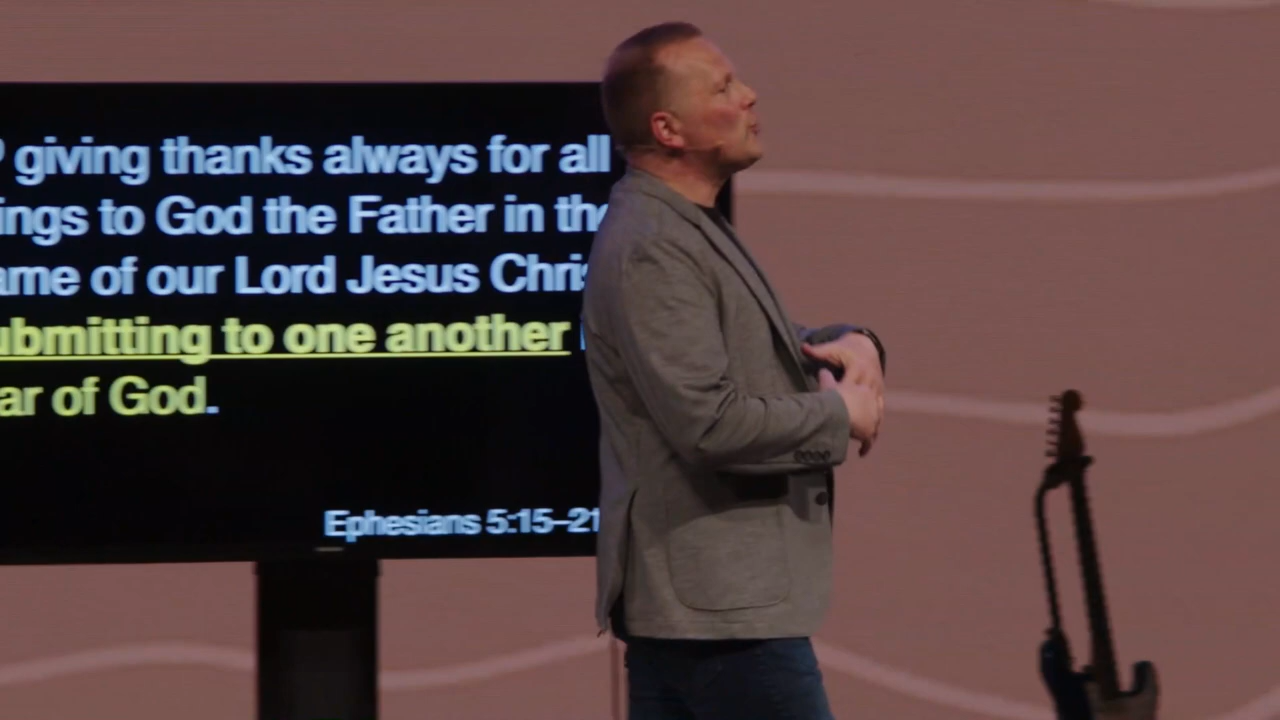 giving thanks always for all
ings to God the Father in the
ame of our Lord Jesus Chris
ubmitting to one another
ar of God.
Ephesians 5:15–21